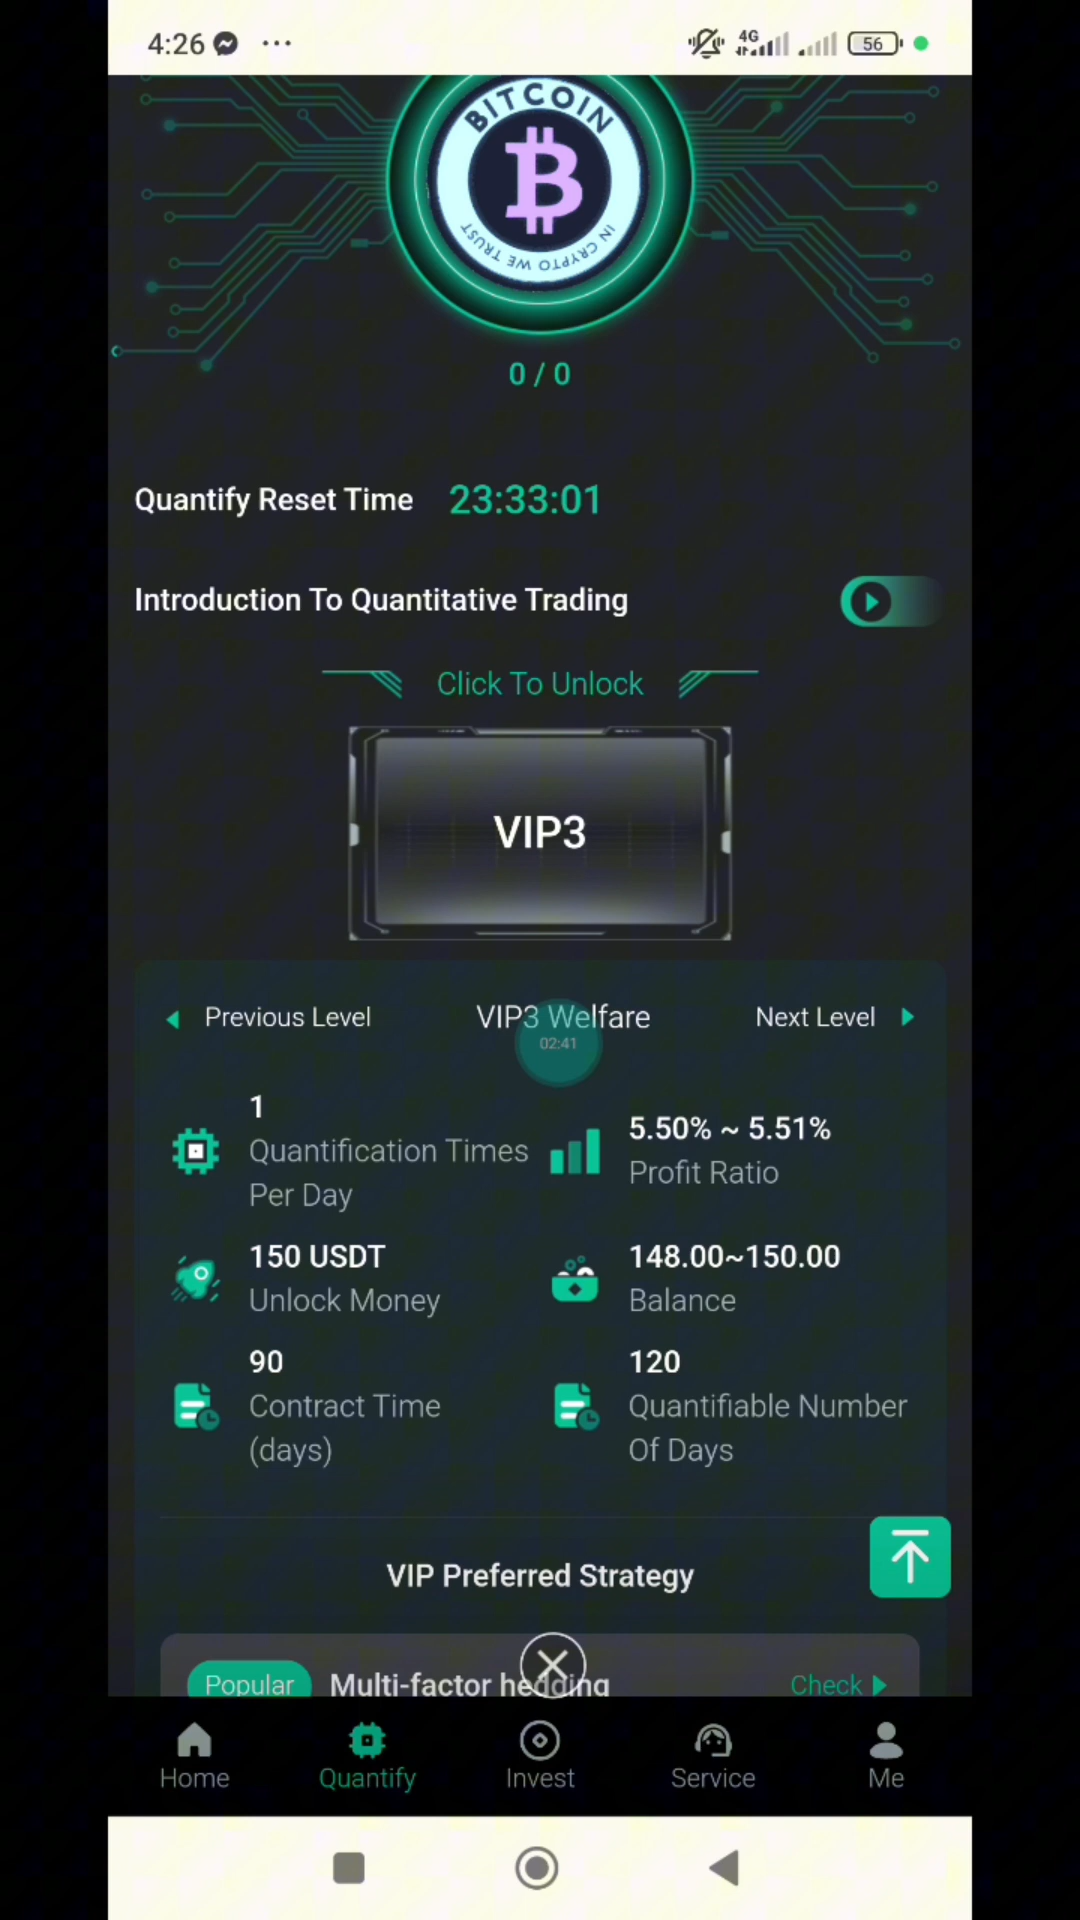 4:26
4G
56
BITCOIN
B
IN CRYPTO WE TRUST
0 / 0
Quantify Reset Time 23:33:01
Introduction To Quantitative Trading
Click To Unlock
VIP3
Previous Level VIP3 Welfare Next Level
02:41
1
Quantification Times
Per Day
5.50% ~ 5.51%
Profit Ratio
150 USDT
Unlock Money
148.00~150.00
Balance
90
Contract Time
(days)
120
Quantifiable Number
Of Days
VIP Preferred Strategy
Popular Multi-factor hedging Check
Home Quantify Invest Service Me